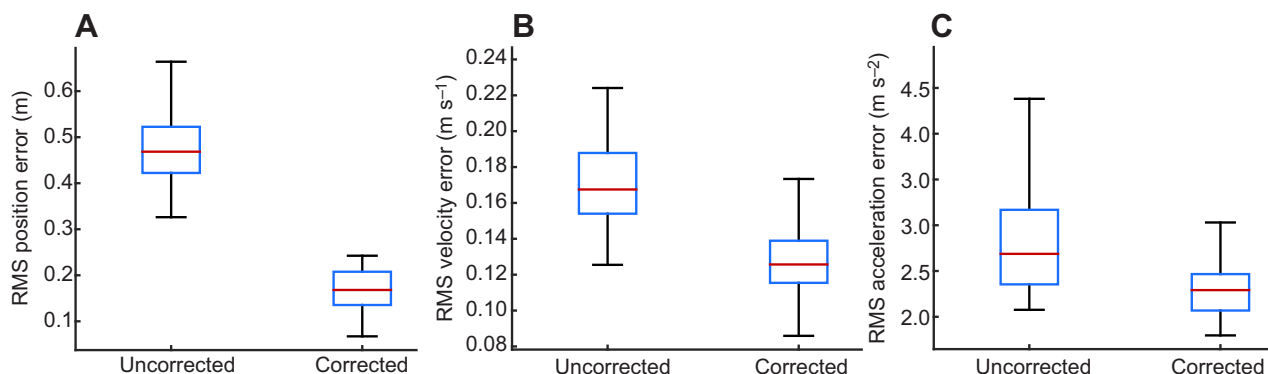 A
RMS position error (m)
0.6
0.5
0.4
0.3
0.2
0.1
Uncorrected
Corrected
B
RMS velocity error (m s–1)
0.24
0.22
0.20
0.18
0.16
0.14
0.12
0.10
0.08
Uncorrected
Corrected
C
RMS acceleration error (m s–2)
4.5
4.0
3.0
3.0
2.5
2.0
Uncorrected
Corrected